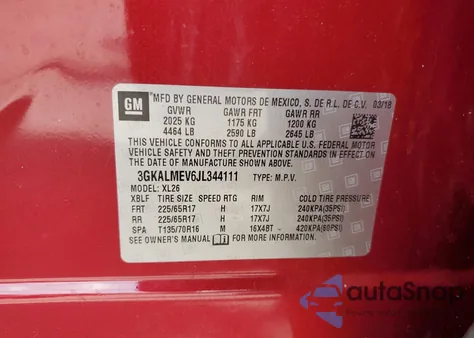 GM
MFD BY GENERAL MOTORS DE MEXICO, S. DE R.L. DE C.V. 03/18
GVWR GAWR FRT GAWR RR
2025 KG 1175 KG 1200 KG
4464 LB 2590 LB 2645 LB
THIS VEHICLE CONFORMS TO ALL APPLICABLE U.S. FEDERAL MOTOR
VEHICLE SAFETY AND THEFT PREVENTION STANDARDS IN EFFECT ON THE
DATE OF MANUFACTURE SHOWN ABOVE.
3GKALMEV6JL344111 TYPE: M.P.V.
MODEL: XL26
XBLF TIRE SIZE SPEED RTG RIM COLD TIRE PRESSURE
FRT 225/65R17 H 17X7J 240KPA(35PSI)
RR 225/65R17 H 17X7J 240KPA(35PSI)
SPA T135/70R16 M 16X4BT 420KPA(60PSI)
SEE OWNER'S MANUAL FOR MORE INFORMATION.
autoSnap